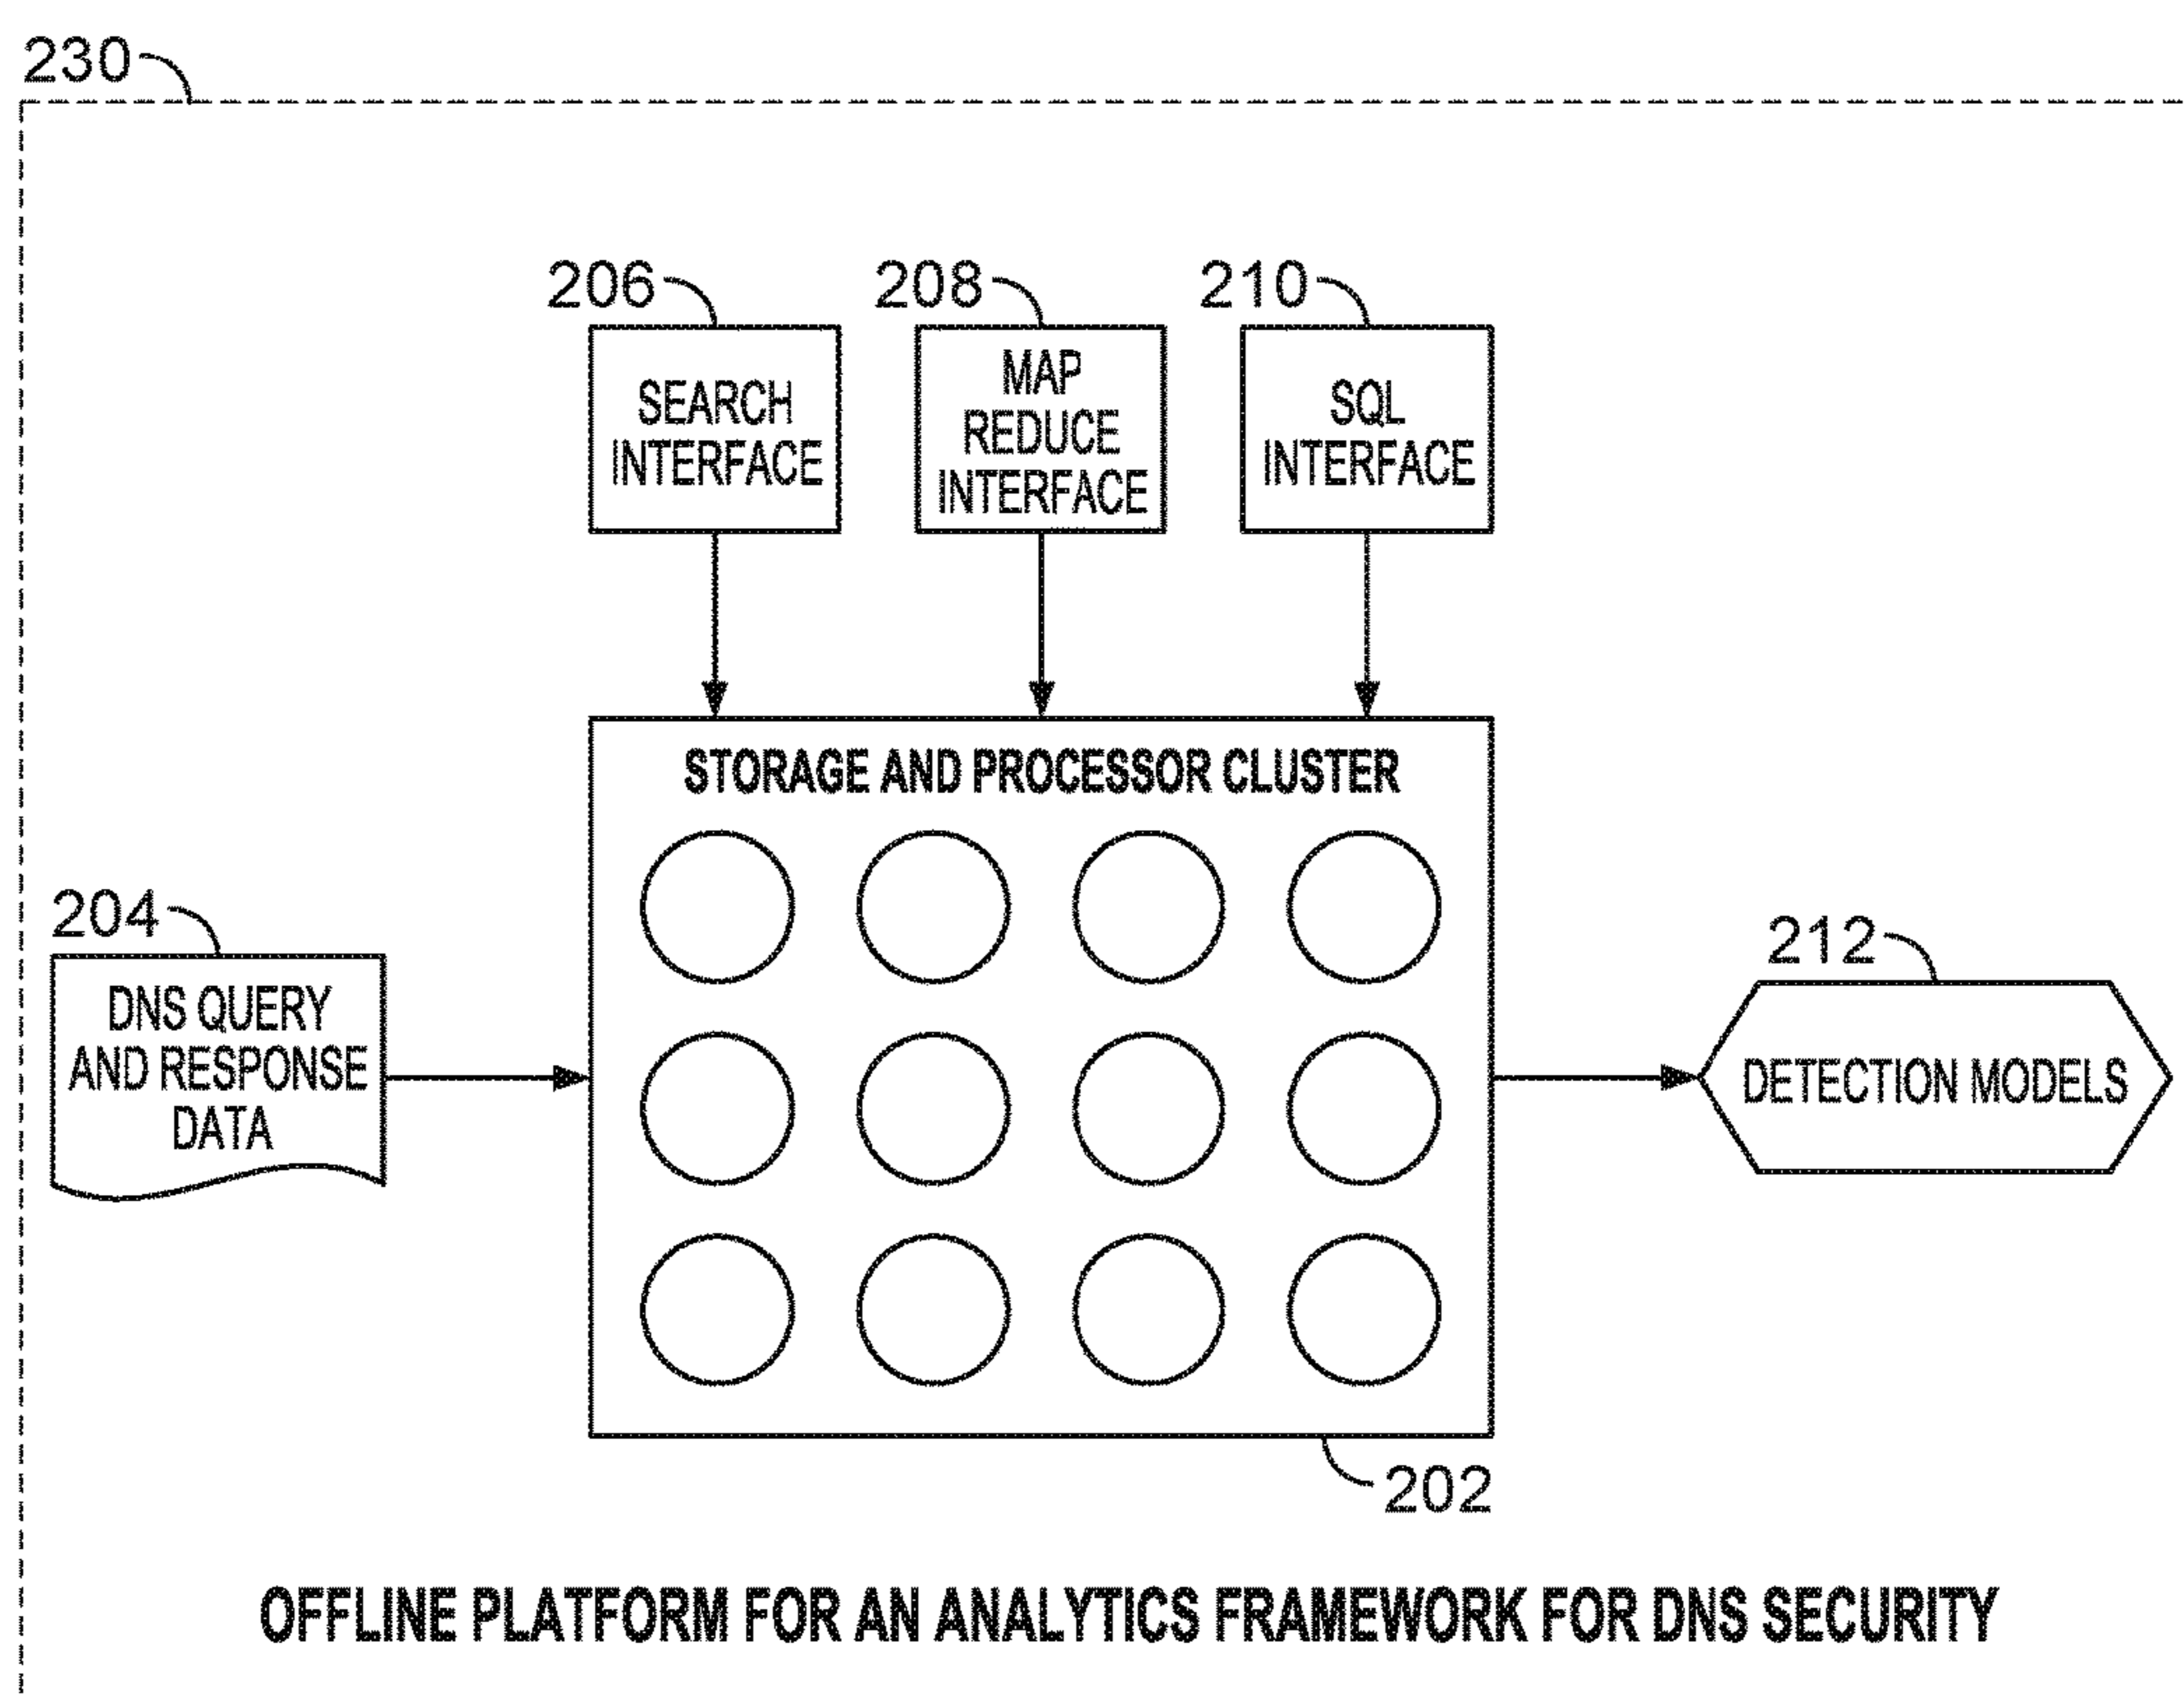 230
206
208
210
SEARCH
INTERFACE
MAP
REDUCE
INTERFACE
SQL
INTERFACE
STORAGE AND PROCESSOR CLUSTER
204
DNS QUERY
AND RESPONSE
DATA
212
DETECTION MODELS
202
OFFLINE PLATFORM FOR AN ANALYTICS FRAMEWORK FOR DNS SECURITY